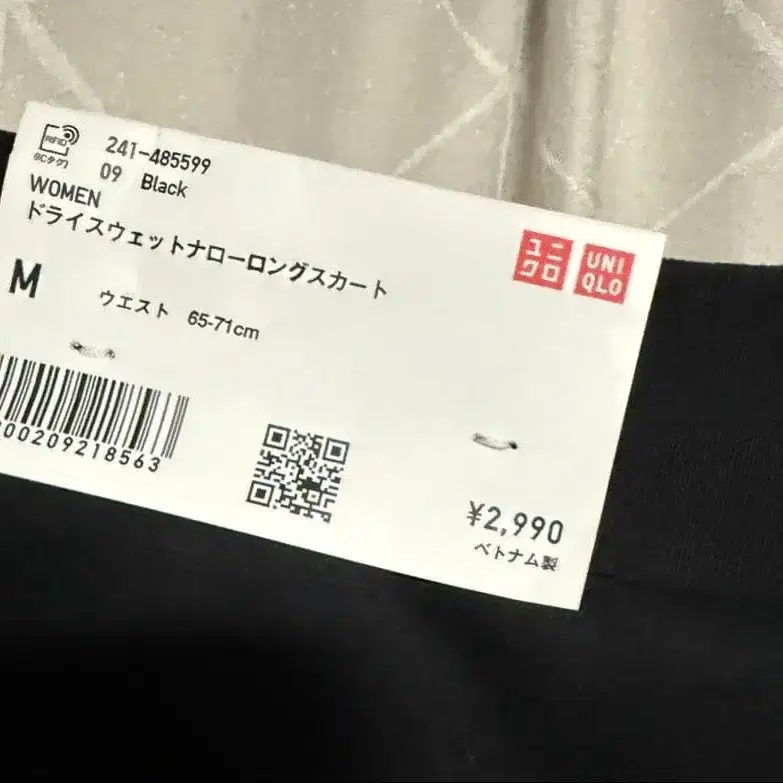 RFID
ECタグ
241-485599
09 Black
WOMEN
ドライスウェットナローロングスカート
M
ウエスト 65-71cm
ユニ
クロ
UNI
QLO
00209218563
¥2,990
ベトナム製